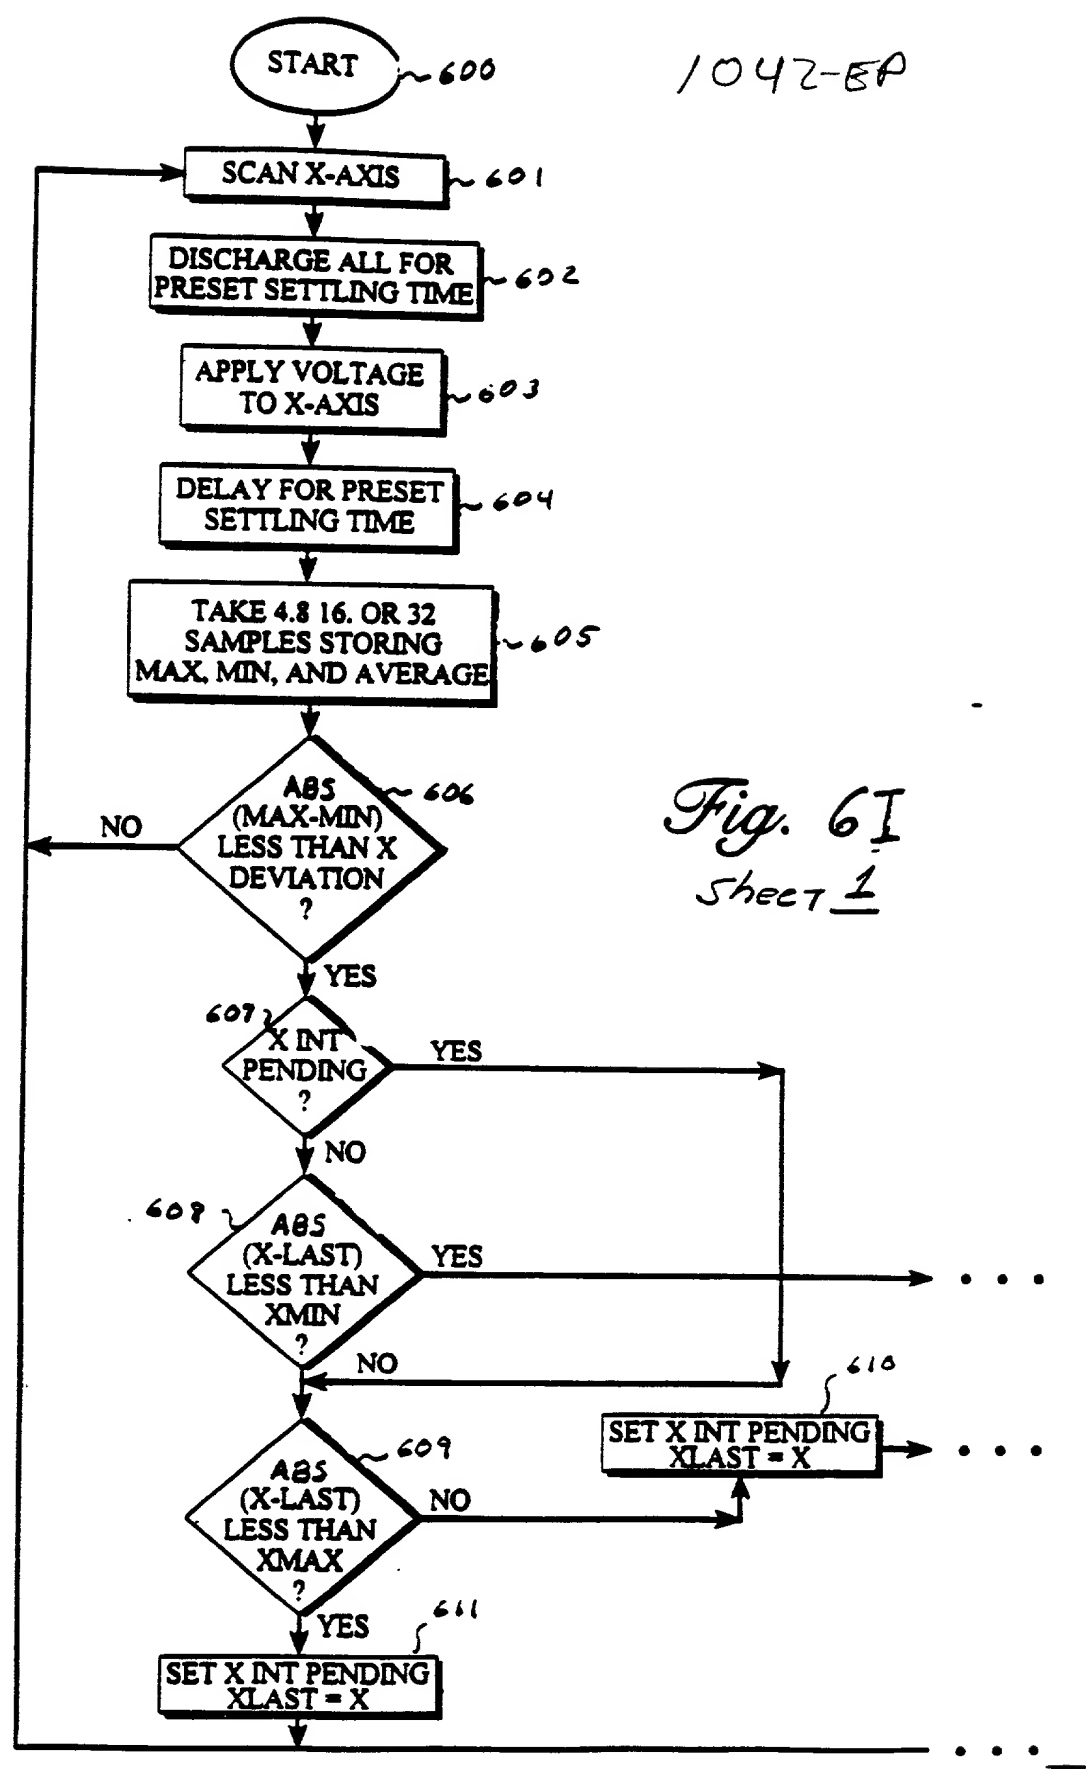 START
600
1042-EP
SCAN X-AXIS
601
DISCHARGE ALL FOR
PRESET SETTLING TIME
602
APPLY VOLTAGE
TO X-AXIS
603
DELAY FOR PRESET
SETTLING TIME
604
TAKE 4.8 16. OR 32
SAMPLES STORING
MAX, MIN, AND AVERAGE
605
ABS
(MAX-MIN)
LESS THAN X
DEVIATION
?
606
NO
Fig. 6I
Sheet 1
YES
607
X INT
PENDING
?
YES
NO
608
ABS
(X-LAST)
LESS THAN
XMIN
?
YES
NO
609
ABS
(X-LAST)
LESS THAN
XMAX
?
NO
610
SET X INT PENDING
XLAST = X
YES
611
SET X INT PENDING
XLAST = X